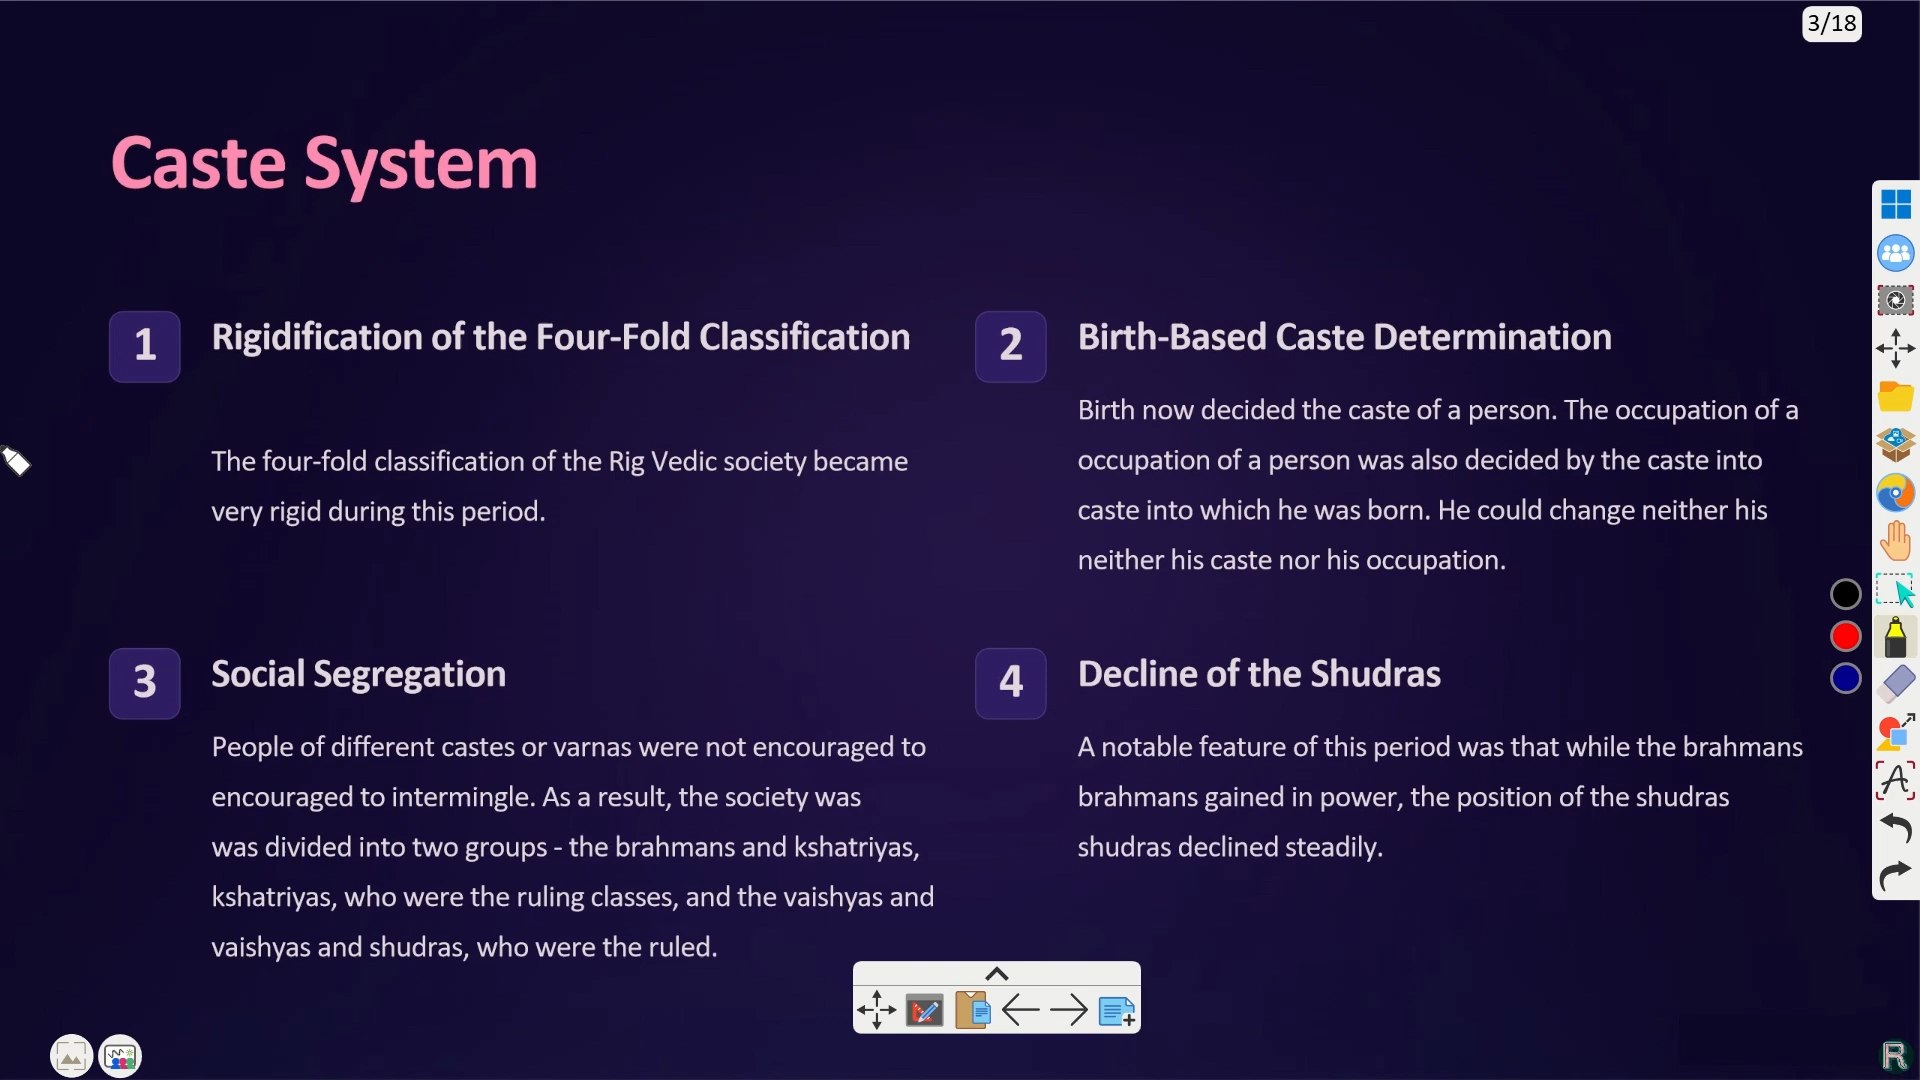 3/18
Caste System
1
Rigidification of the Four-Fold Classification
The four-fold classification of the Rig Vedic society became
very rigid during this period.
2
Birth-Based Caste Determination
Birth now decided the caste of a person. The occupation of a
occupation of a person was also decided by the caste into
caste into which he was born. He could change neither his
neither his caste nor his occupation.
3
Social Segregation
People of different castes or varnas were not encouraged to
encouraged to intermingle. As a result, the society was
was divided into two groups - the brahmans and kshatriyas,
kshatriyas, who were the ruling classes, and the vaishyas and
vaishyas and shudras, who were the ruled.
4
Decline of the Shudras
A notable feature of this period was that while the brahmans
brahmans gained in power, the position of the shudras
shudras declined steadily.
A
R